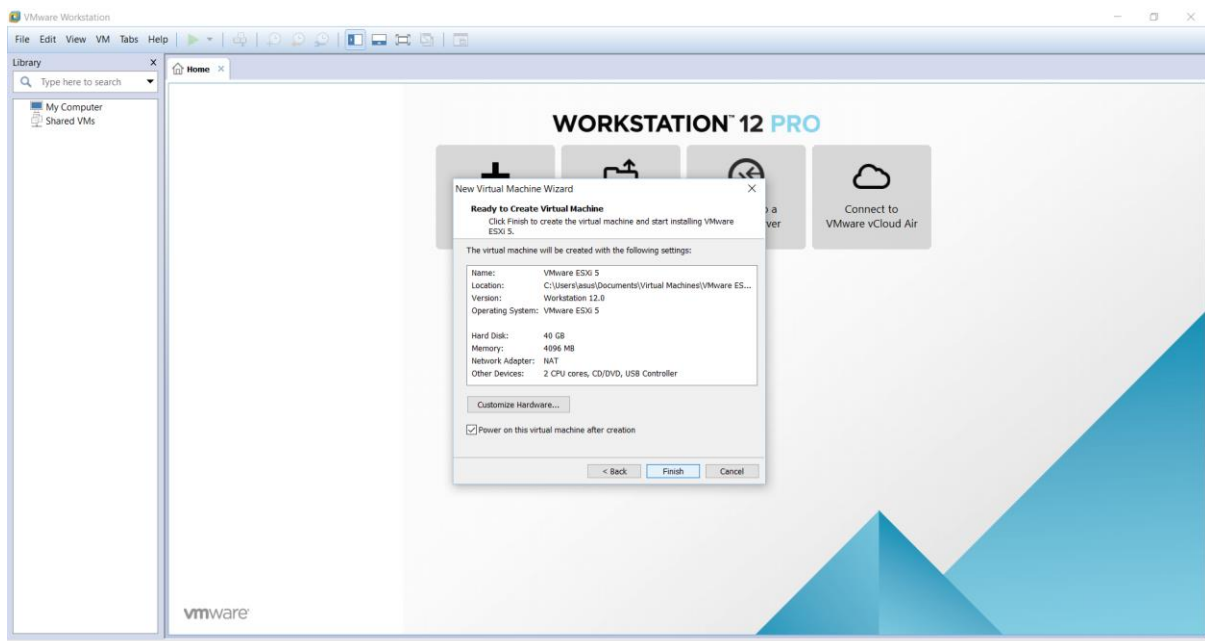 VMware Workstation
File Edit View VM Tabs Help
Library X
Home ×
Type here to search
My Computer
Shared VMs
WORKSTATION™ 12 PRO
a
ver
Connect to
VMware vCloud Air
New Virtual Machine Wizard
Ready to Create Virtual Machine
Click Finish to create the virtual machine and start installing VMware
ESXi 5.
The virtual machine will be created with the following settings:
Name: VMware ESXi 5
Location: C:\Users\asus\Documents\Virtual Machines\VMware ES...
Version: Workstation 12.0
Operating System: VMware ESXi 5
Hard Disk: 40 GB
Memory: 4096 MB
Network Adapter: NAT
Other Devices: 2 CPU cores, CD/DVD, USB Controller
Customize Hardware...
Power on this virtual machine after creation
< Back Finish Cancel
vmware